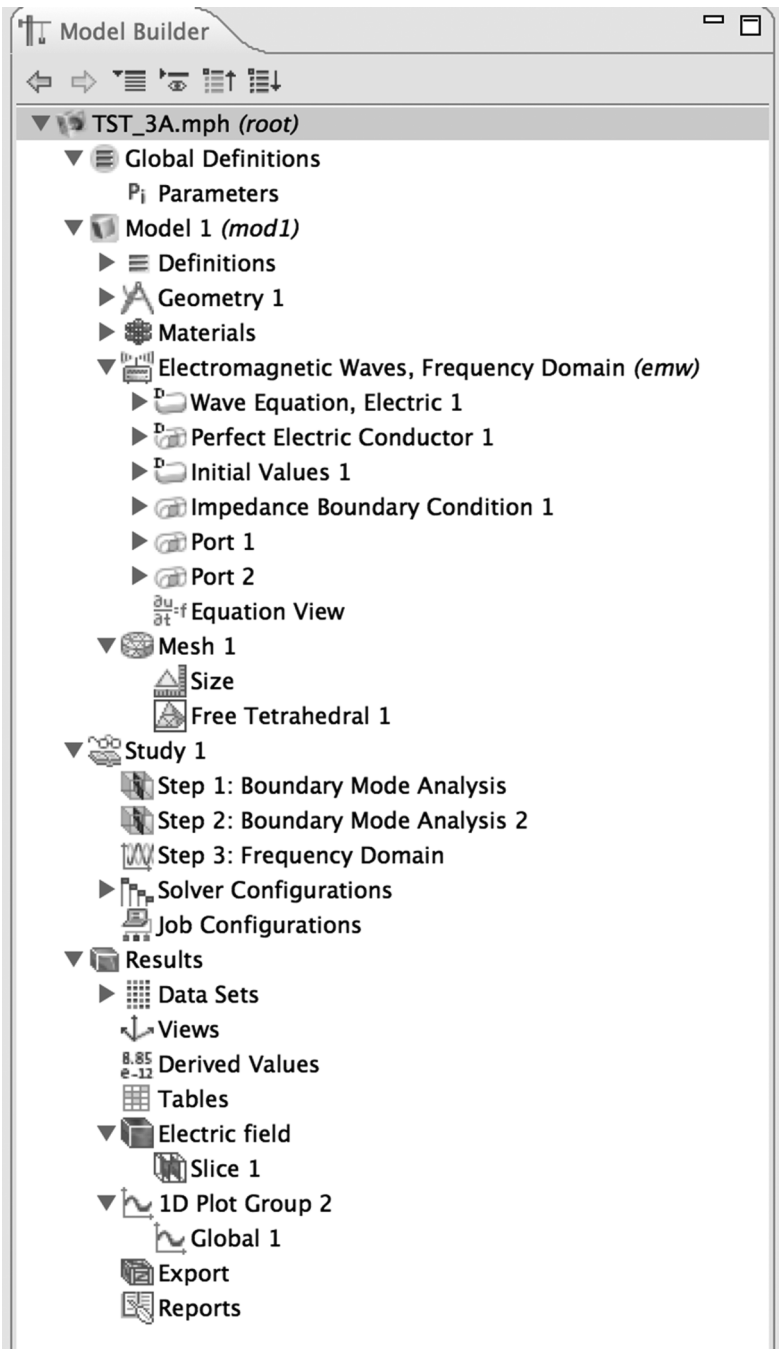 Model Builder
TST_3A.mph (root)
Global Definitions
Pi Parameters
Model 1 (mod1)
Definitions
Geometry 1
Materials
Electromagnetic Waves, Frequency Domain (emw)
D Wave Equation, Electric 1
D Perfect Electric Conductor 1
D Initial Values 1
Impedance Boundary Condition 1
Port 1
Port 2
∂u/∂t=f Equation View
Mesh 1
Size
Free Tetrahedral 1
Study 1
Step 1: Boundary Mode Analysis
Step 2: Boundary Mode Analysis 2
Step 3: Frequency Domain
Solver Configurations
Job Configurations
Results
Data Sets
Views
8.85 e-12 Derived Values
Tables
Electric field
Slice 1
1D Plot Group 2
Global 1
Export
Reports